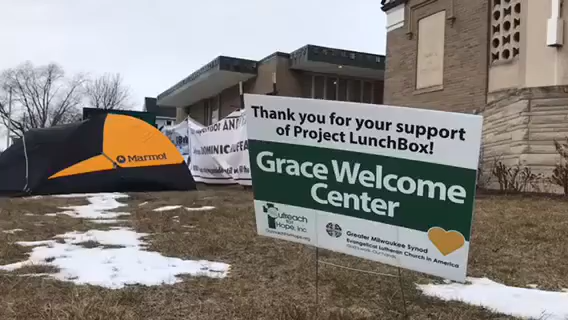 Thank you for your support
of Project LunchBox!
Grace Welcome
Center
Outreach
for
Hope, Inc.
Greater Milwaukee Synod
Evangelical Lutheran Church in America
Marmot
DOMINIC